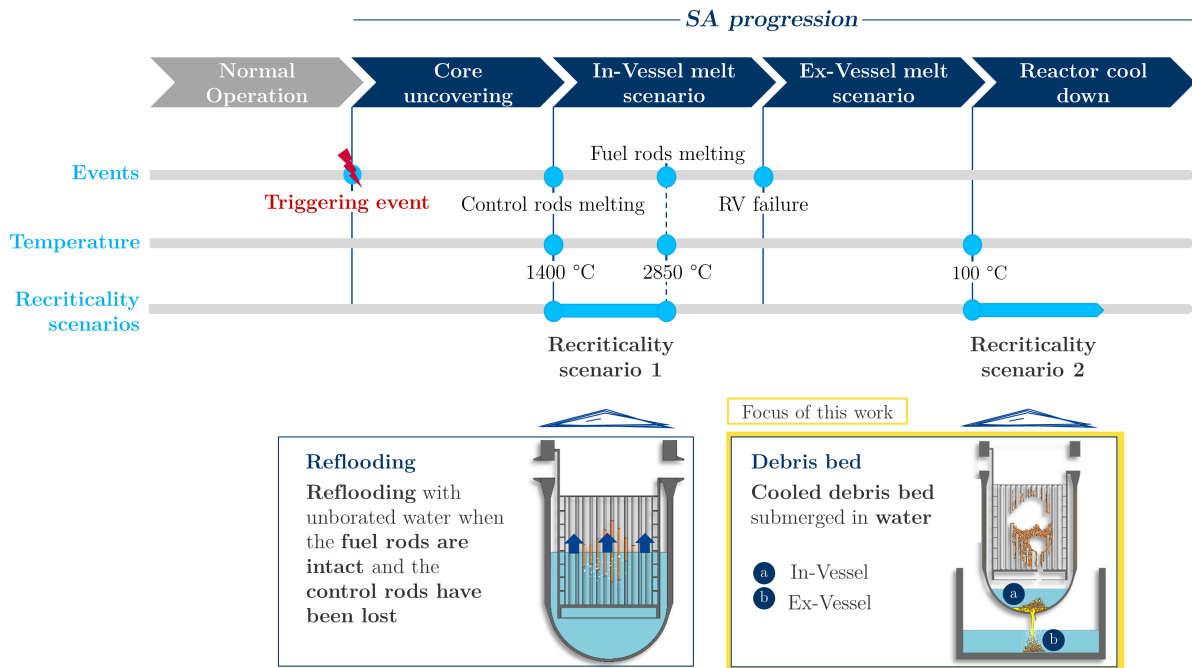 SA progression
Normal
Operation
Core
uncovering
In-Vessel melt
scenario
Ex-Vessel melt
scenario
Reactor cool
down
Events
Fuel rods melting
Triggering event
Control rods melting
RV failure
Temperature
1400 °C
2850 °C
100 °C
Recriticality
scenarios
Recriticality
scenario 1
Recriticality
scenario 2
Focus of this work
Reflooding
Reflooding with
unborated water when
the fuel rods are
intact and the
control rods have
been lost
Debris bed
Cooled debris bed
submerged in water
a In-Vessel
b Ex-Vessel
a
b